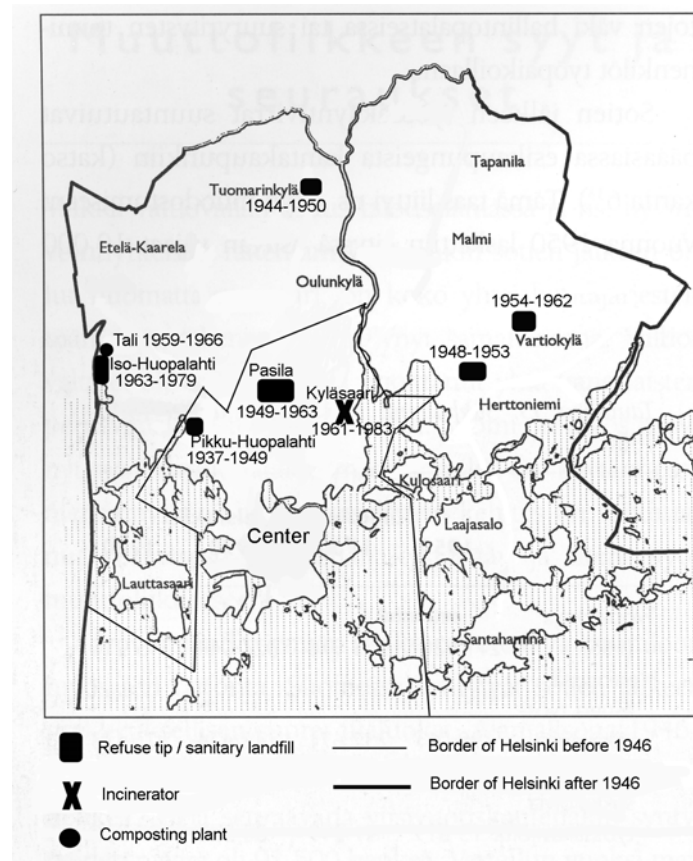 Tapanila
Tuomarinkylä
1944-1950
Malmi
Etelä-Kaarela
Oulunkylä
1954-1962
Tali 1959-1966
Vartiokylä
Iso-Huopalahti
1963-1979
1948-1953
Pasila
Kyläsaari
1949-1963
1961-1983
Herttoniemi
Pikku-Huopalahti
1937-1949
Kulosaari
Center
Laajasalo
Lauttasaari
Santahamina
Refuse tip / sanitary landfill
Border of Helsinki before 1946
Incinerator
Border of Helsinki after 1946
Composting plant